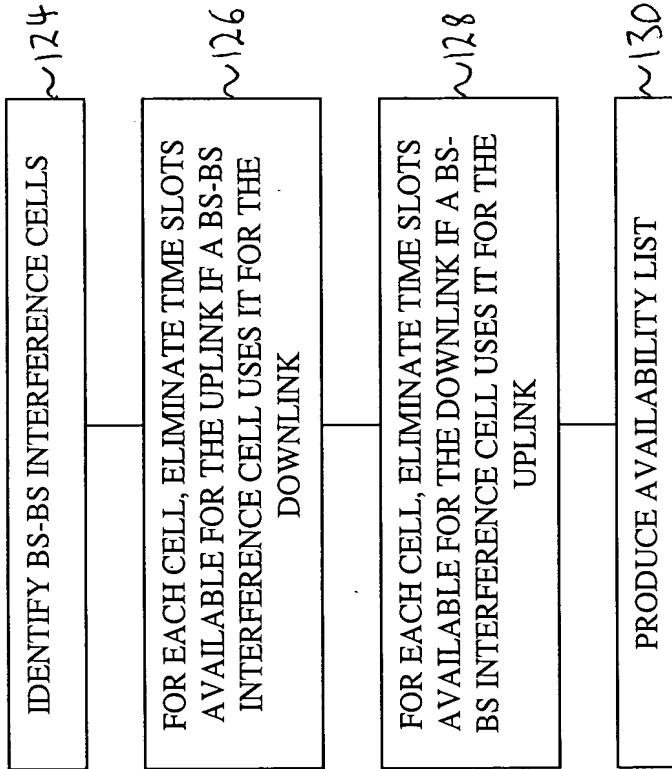 IDENTIFY BS-BS INTERFERENCE CELLS
~124
FOR EACH CELL, ELIMINATE TIME SLOTS
AVAILABLE FOR THE UPLINK IF A BS-BS
INTERFERENCE CELL USES IT FOR THE
DOWNLINK
~126
FOR EACH CELL, ELIMINATE TIME SLOTS
AVAILABLE FOR THE DOWNLINK IF A BS-
BS INTERFERENCE CELL USES IT FOR THE
UPLINK
~128
PRODUCE AVAILABILITY LIST
~130